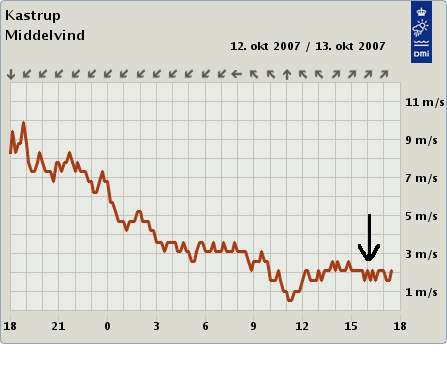 Kastrup
Middelvind
12. okt 2007 / 13. okt 2007
DMI
11 m/s
9 m/s
7 m/s
5 m/s
3 m/s
1 m/s
18 21 0 3 6 9 12 15 18